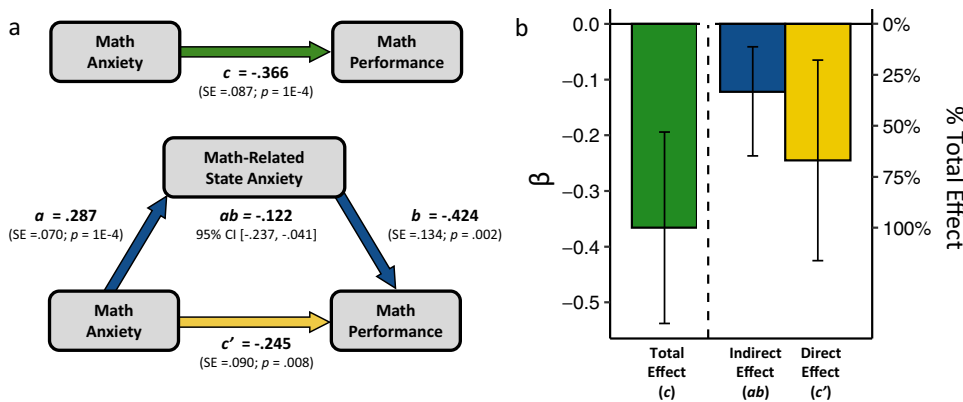 a
Math
Anxiety
Math
Performance
c = -.366
(SE =.087; p = 1E-4)
Math-Related
State Anxiety
a = .287
(SE =.070; p = 1E-4)
ab = -.122
95% CI [-.237, -.041]
b = -.424
(SE =.134; p = .002)
Math
Anxiety
Math
Performance
c’ = -.245
(SE =.090; p = .008)
b
β
0.0
−0.1
−0.2
−0.3
−0.4
−0.5
0%
25%
50%
75%
100%
% Total Effect
Total
Effect
(c)
Indirect
Effect
(ab)
Direct
Effect
(c’)